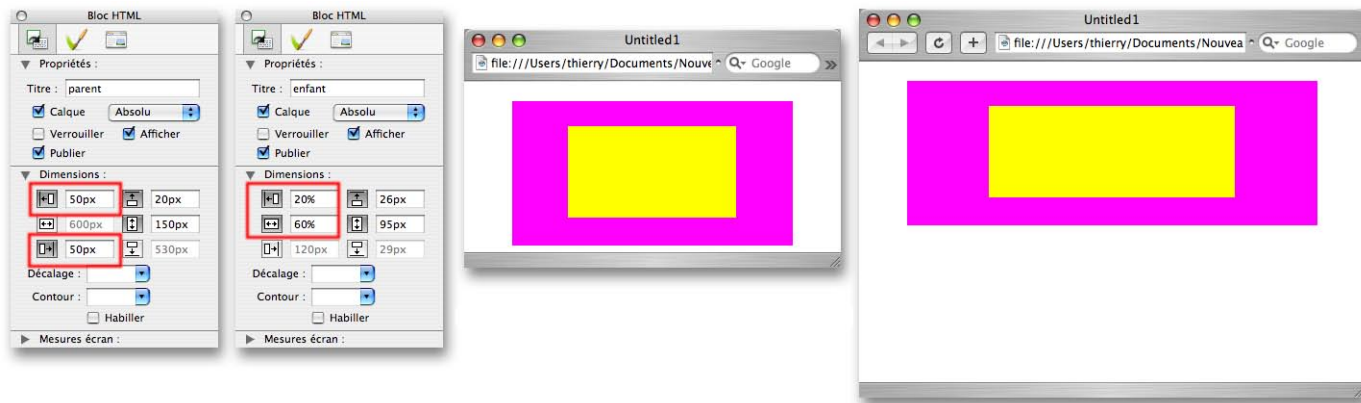 Bloc HTML
Propriétés :
Titre : parent
Calque Absolu
Verrouiller Afficher
Publier
Dimensions :
50px 20px
600px 150px
50px 530px
Décalage :
Contour :
Habiller
Mesures écran :
Bloc HTML
Propriétés :
Titre : enfant
Calque Absolu
Verrouiller Afficher
Publier
Dimensions :
20% 26px
60% 95px
120px 29px
Décalage :
Contour :
Habiller
Mesures écran :
Untitled1
file:///Users/thierry/Documents/Nouve Google
Untitled1
file:///Users/thierry/Documents/Nouvea Google